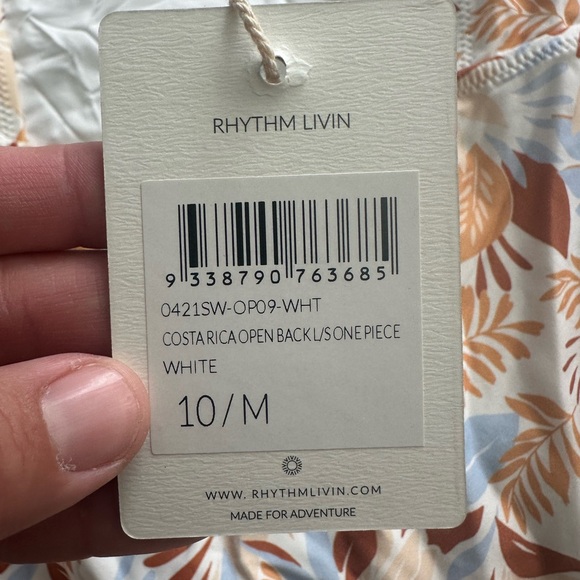 RHYTHM LIVIN
9 338790 763685
0421SW-OP09-WHT
COSTA RICA OPEN BACK L/S ONE PIECE
WHITE
10 / M
WWW. RHYTHMLIVIN.COM
MADE FOR ADVENTURE